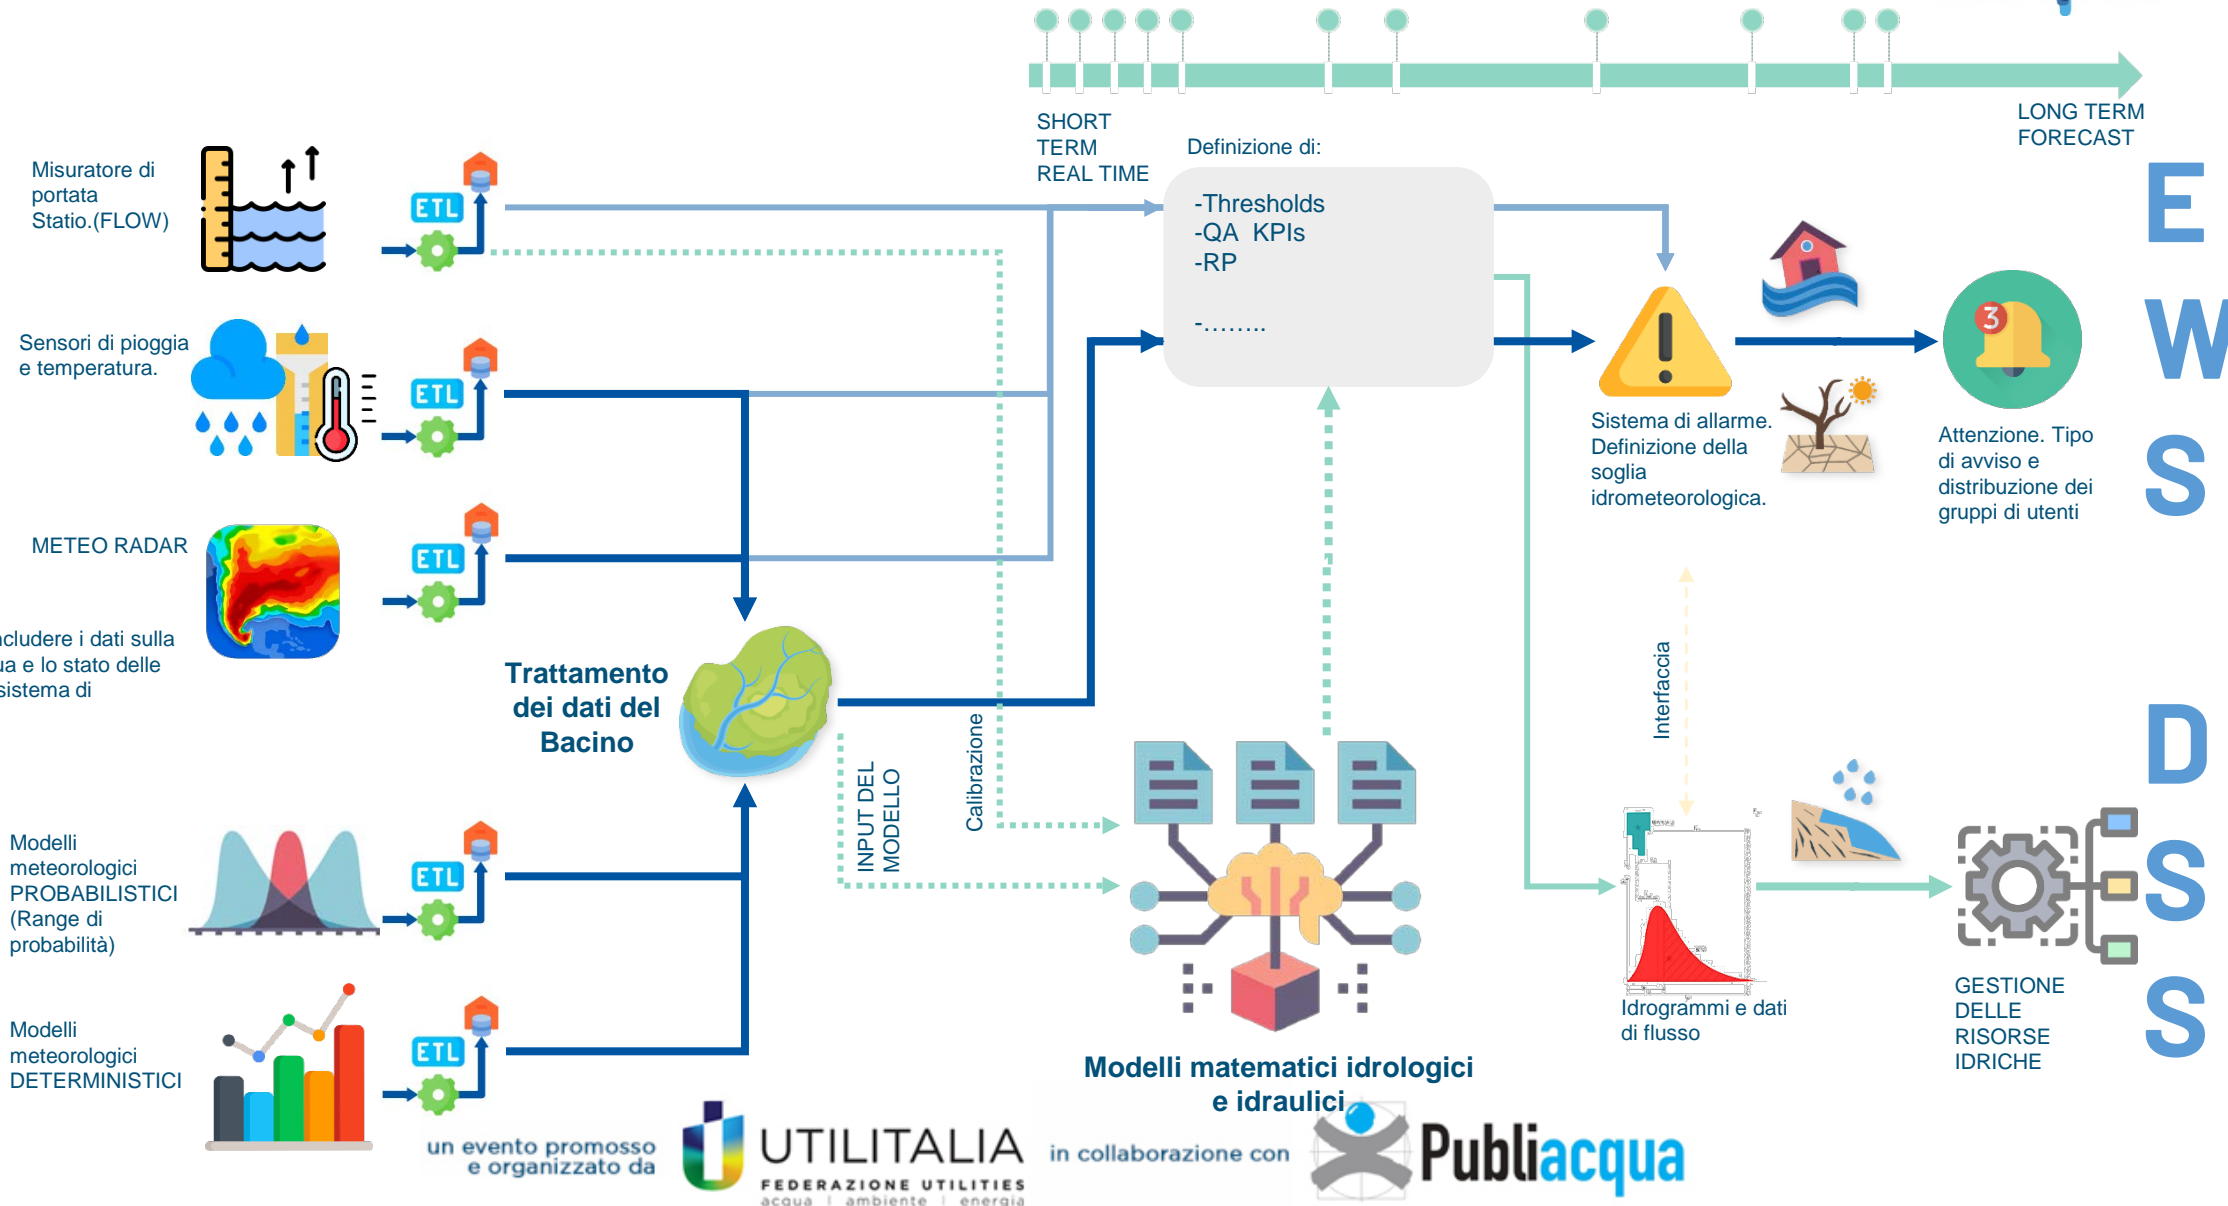 SHORT
TERM
REAL TIME
LONG TERM
FORECAST
Definizione di:
-Thresholds
-QA KPIs
-RP
-........
Misuratore di
portata
Statio.(FLOW)
ETL
Sensori di pioggia
e temperatura.
ETL
METEO RADAR
ETL
cludere i dati sulla
ua e lo stato delle
sistema di
Trattamento
dei dati del
Bacino
Modelli
meteorologici
PROBABILISTICI
(Range di
probabilità)
ETL
Modelli
meteorologici
DETERMINISTICI
ETL
INPUT DEL
MODELLO
Calibrazione
Modelli matematici idrologici
e idraulici
Sistema di allarme.
Definizione della
soglia
idrometeorologica.
3
Attenzione. Tipo
di avviso e
distribuzione dei
gruppi di utenti
Interfaccia
Idrogrammi e dati
di flusso
GESTIONE
DELLE
RISORSE
IDRICHE
E
W
S
D
S
S
un evento promosso
e organizzato da
UTILITALIA
FEDERAZIONE UTILITIES
acqua | ambiente | energia
in collaborazione con
Publiacqua